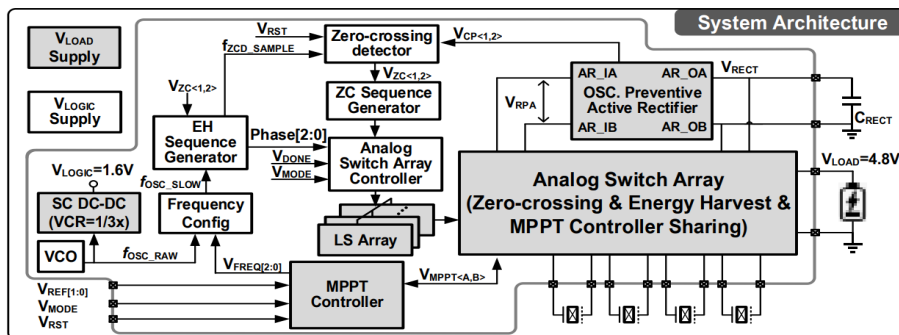 System Architecture
VLOAD
Supply
VLOGIC
Supply
VRST
fZCD_SAMPLE
Zero-crossing
detector
VCP<1,2>
VZC<1,2>
VZC<1,2>
ZC Sequence
Generator
EH
Sequence
Generator
Phase[2:0]
VDONE
VMODE
Analog
Switch Array
Controller
AR_IA
AR_OA
OSC. Preventive
Active Rectifier
AR_IB
AR_OB
VRPA
VRECT
CRECT
VLOAD=4.8V
VLOGIC=1.6V
fOSC_SLOW
SC DC-DC
(VCR=1/3x)
Frequency
Config
LS Array
Analog Switch Array
(Zero-crossing & Energy Harvest &
MPPT Controller Sharing)
VCO
fOSC_RAW
VFREQ[2:0]
VMPPT<A,B>
MPPT
Controller
VREF[1:0]
VMODE
VRST